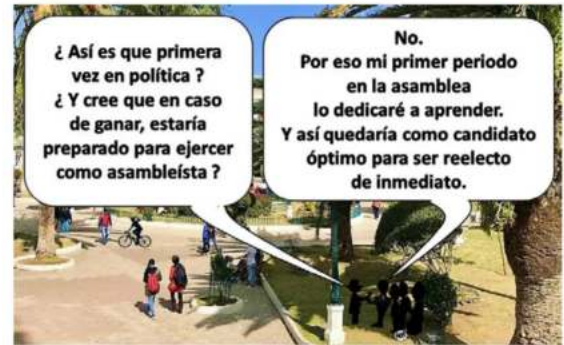 ¿ Así es que primera
vez en política ?
¿ Y cree que en caso
de ganar, estaría
preparado para ejercer
como asambleísta ?
No.
Por eso mi primer periodo
en la asamblea
lo dedicaré a aprender.
Y así quedaría como candidato
óptimo para ser reelecto
de inmediato.